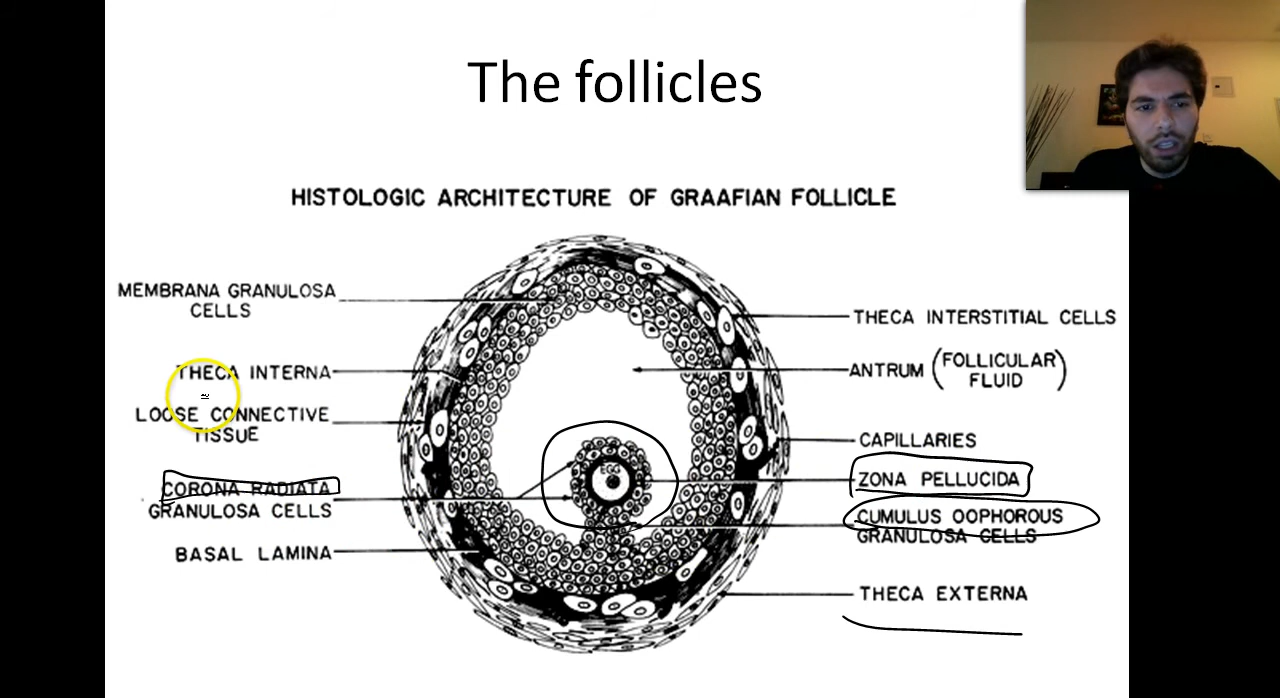 The follicles
HISTOLOGIC ARCHITECTURE OF GRAAFIAN FOLLICLE
MEMBRANA GRANULOSA
CELLS
THECA INTERNA
LOOSE CONNECTIVE
TISSUE
CORONA RADIATA
GRANULOSA CELLS
BASAL LAMINA
EGG
THECA INTERSTITIAL CELLS
ANTRUM (FOLLICULAR
FLUID)
CAPILLARIES
ZONA PELLUCIDA
CUMULUS OOPHOROUS
GRANULOSA CELLS
THECA EXTERNA